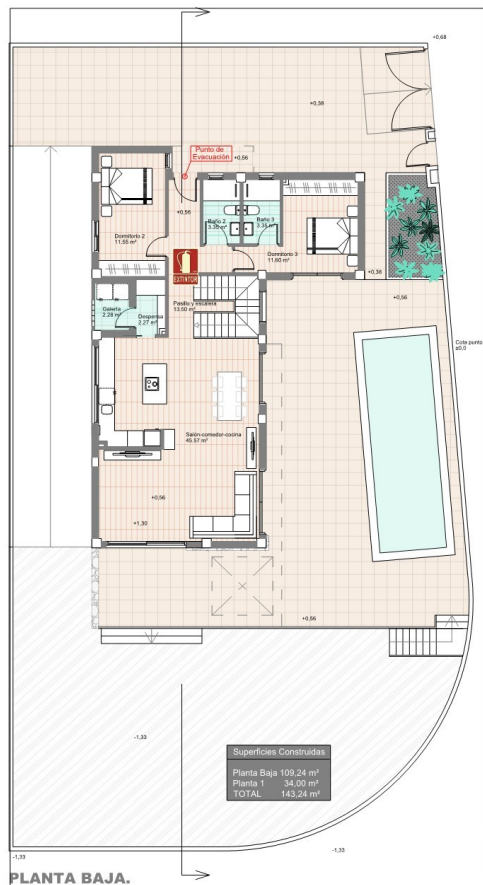 +0,68
+0,38
Punto de
Evacuación
+0,56
+0,56
Dormitorio 2
11.55 m²
Baño 2
3.35 m²
Baño 3
3.35 m²
Dormitorio 3
11.60 m²
EXTINTOR
+0,38
+0,56
Galería
2.28 m²
Despensa
2.27 m²
Pasillo y escalera
13.50 m²
Cota punto
±0,0
Salón-comedor-cocina
45.57 m²
+0,56
+1,30
+0,56
-1,33
Superficies Construidas
Planta Baja 109,24 m²
Planta 1 34,00 m²
TOTAL 143,24 m²
-1,33
-1,33
PLANTA BAJA.